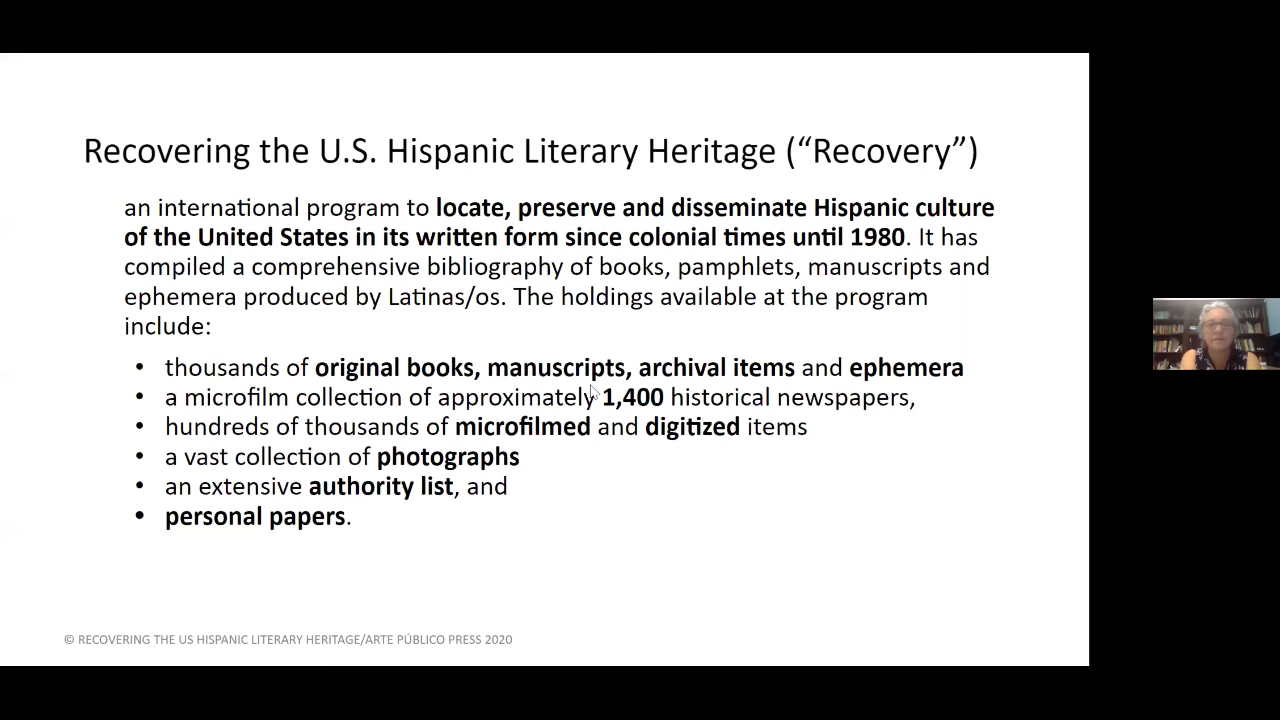 Recovering the U.S. Hispanic Literary Heritage (“Recovery”)
an international program to locate, preserve and disseminate Hispanic culture
of the United States in its written form since colonial times until 1980. It has
compiled a comprehensive bibliography of books, pamphlets, manuscripts and
ephemera produced by Latinas/os. The holdings available at the program
include:
• thousands of original books, manuscripts, archival items and ephemera
• a microfilm collection of approximately 1,400 historical newspapers,
• hundreds of thousands of microfilmed and digitized items
• a vast collection of photographs
• an extensive authority list, and
• personal papers.
© RECOVERING THE US HISPANIC LITERARY HERITAGE/ARTE PÚBLICO PRESS 2020